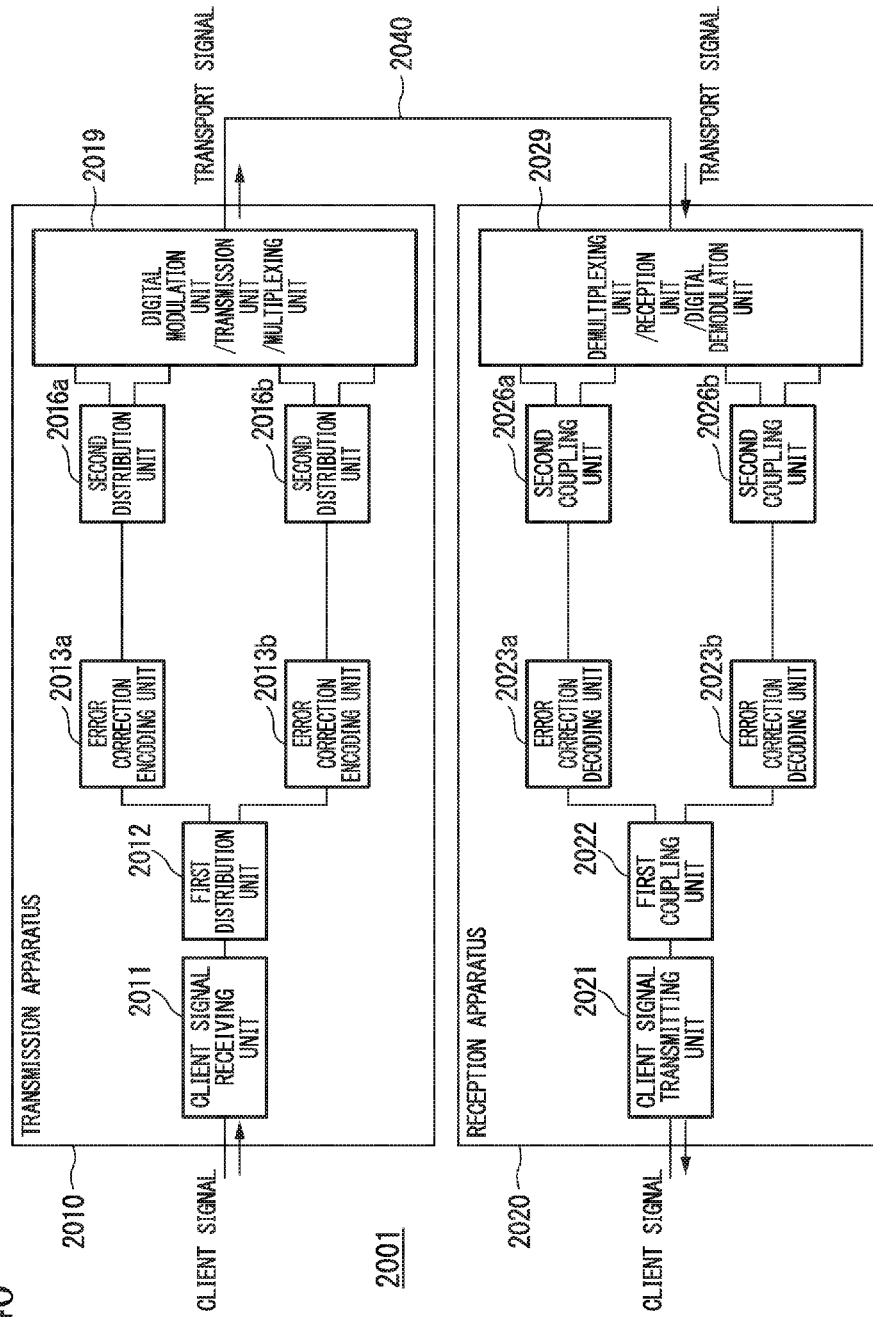 2001
TRANSMISSION APPARATUS
2010
CLIENT SIGNAL
2011
CLIENT SIGNAL
RECEIVING
UNIT
2012
FIRST
DISTRIBUTION
UNIT
2013a
ERROR
CORRECTION
ENCODING UNIT
2013b
ERROR
CORRECTION
ENCODING UNIT
2016a
SECOND
DISTRIBUTION
UNIT
2016b
SECOND
DISTRIBUTION
UNIT
2019
DIGITAL
MODULATION
UNIT
/TRANSMISSION
UNIT
/MULTIPLEXING
UNIT
TRANSPORT SIGNAL
2040
RECEPTION APPARATUS
2020
CLIENT SIGNAL
2021
CLIENT SIGNAL
TRANSMITTING
UNIT
2022
FIRST
COUPLING
UNIT
2023a
ERROR
CORRECTION
DECODING UNIT
2023b
ERROR
CORRECTION
DECODING UNIT
2026a
SECOND
COUPLING
UNIT
2026b
SECOND
COUPLING
UNIT
2029
DEMULTIPLEXING
UNIT
/RECEPTION
UNIT
/DIGITAL
DEMODULATION
UNIT
TRANSPORT SIGNAL